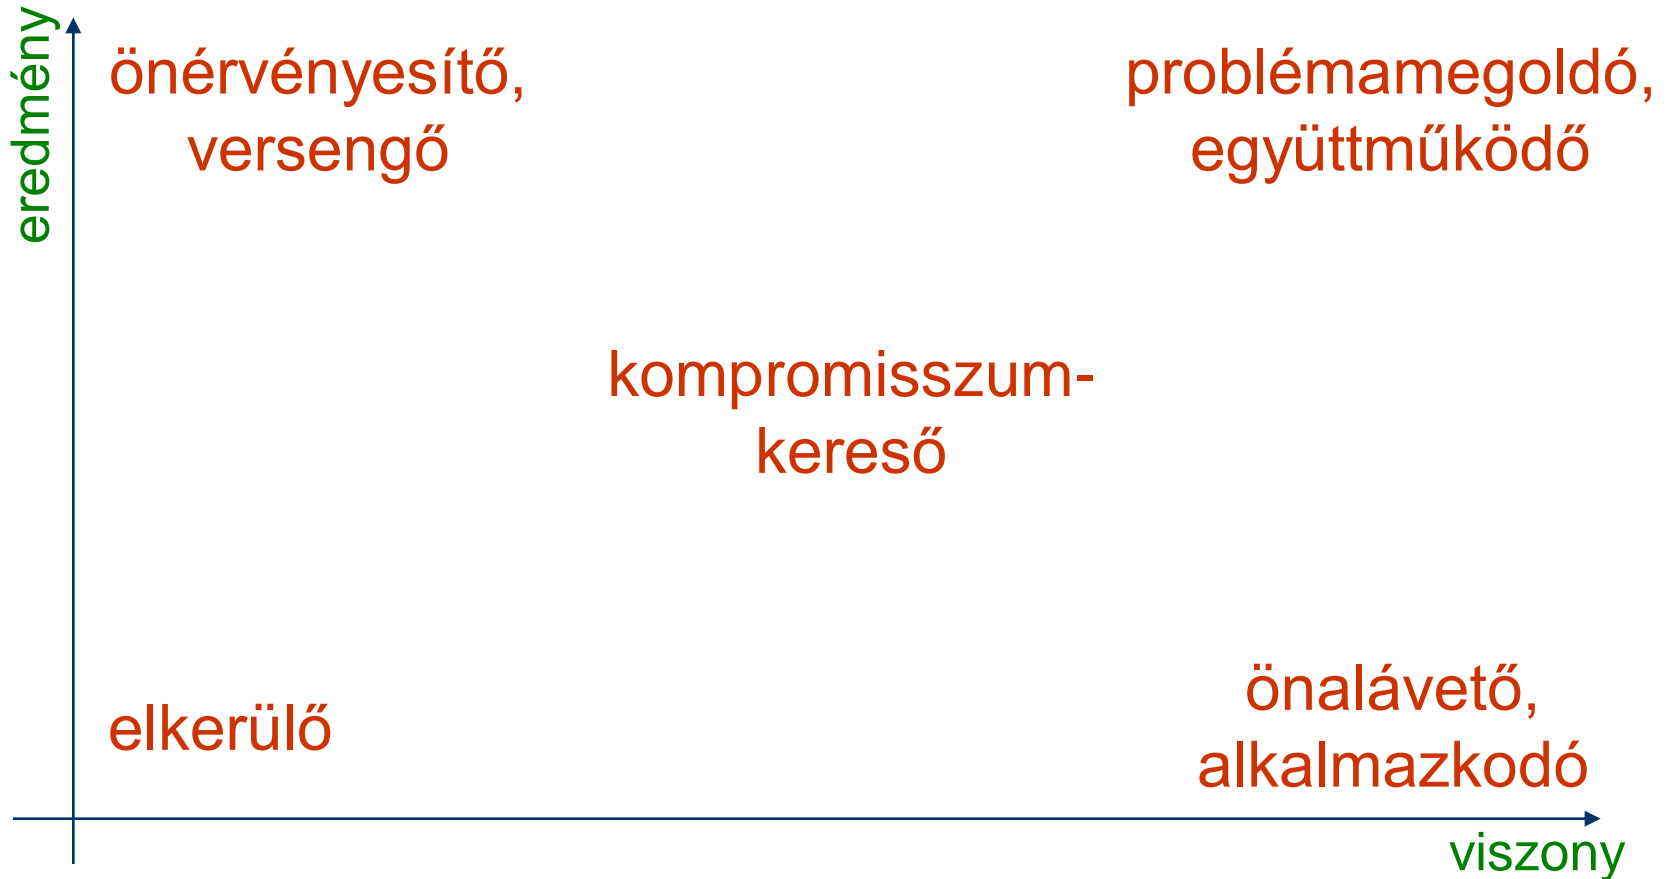 eredmény
önérvényesítő,
versengő
problémamegoldó,
együttműködő
kompromisszum-
kereső
elkerülő
önalávető,
alkalmazkodó
viszony